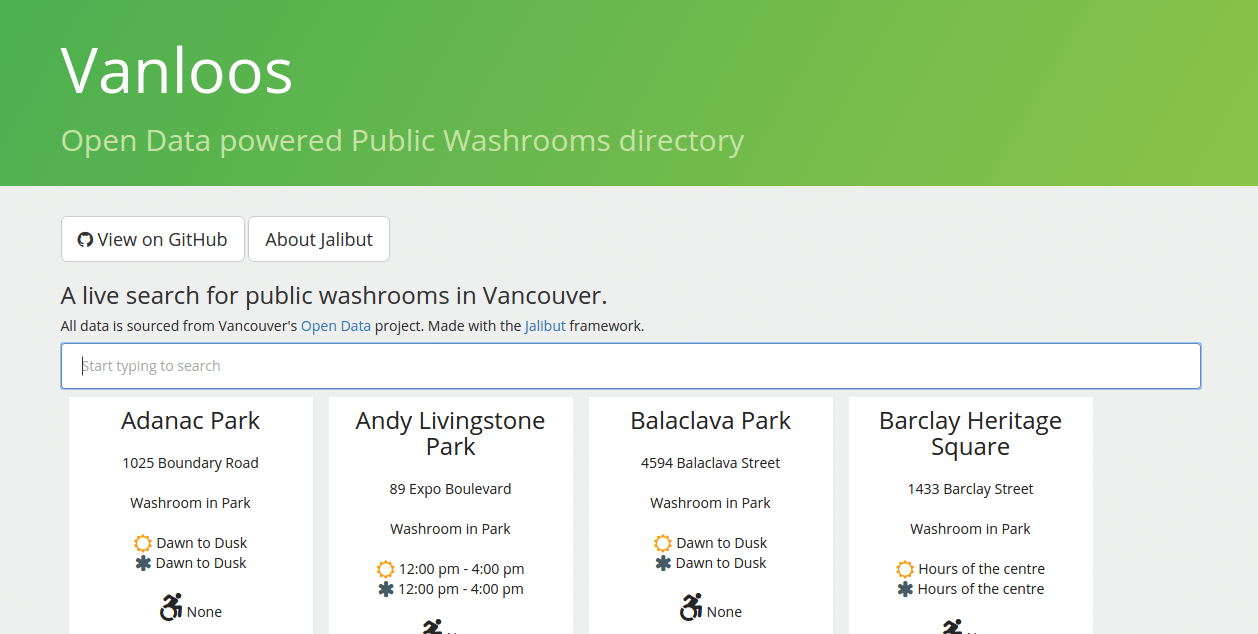 Vanloos
Open Data powered Public Washrooms directory
View on GitHub
About Jalibut
A live search for public washrooms in Vancouver.
All data is sourced from Vancouver's Open Data project. Made with the Jalibut framework.
Start typing to search
Adanac Park
1025 Boundary Road
Washroom in Park
Dawn to Dusk
Dawn to Dusk
None
Andy Livingstone
Park
89 Expo Boulevard
Washroom in Park
12:00 pm - 4:00 pm
12:00 pm - 4:00 pm
Balaclava Park
4594 Balaclava Street
Washroom in Park
Dawn to Dusk
Dawn to Dusk
None
Barclay Heritage
Square
1433 Barclay Street
Washroom in Park
Hours of the centre
Hours of the centre